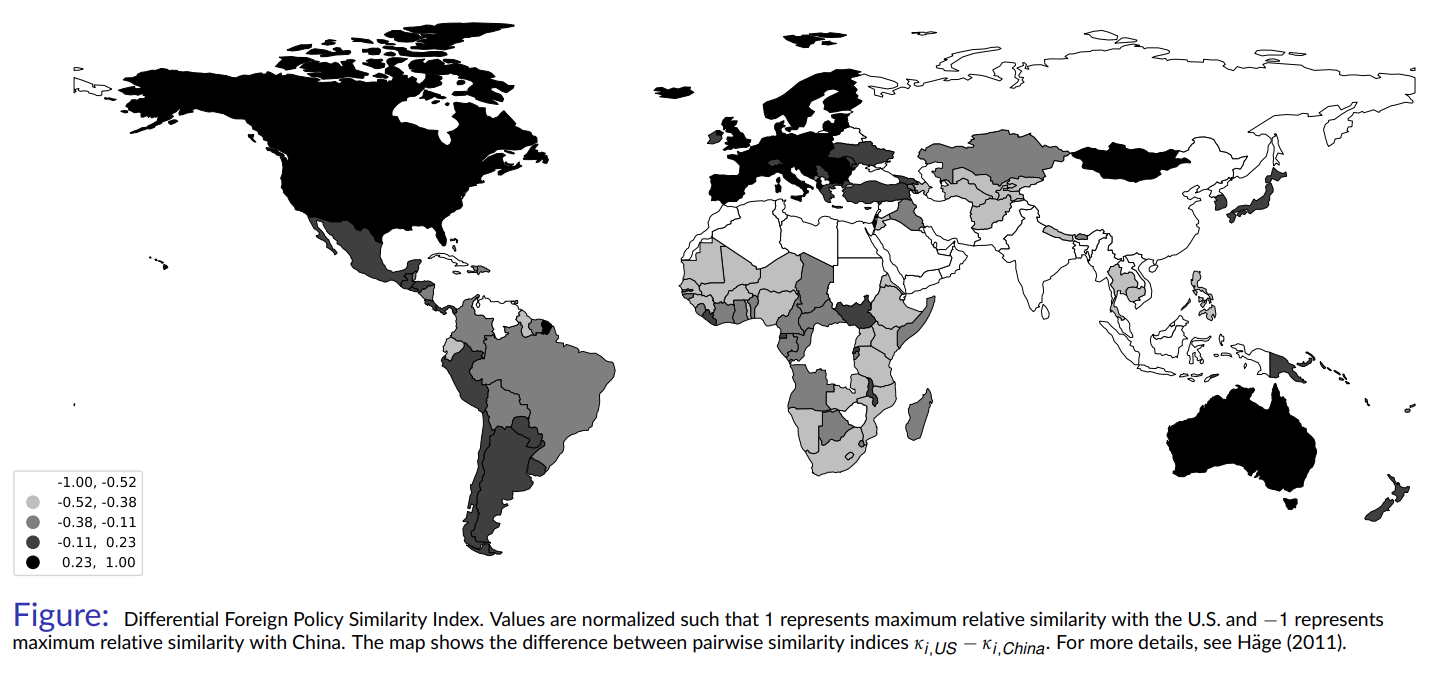 -1.00, -0.52
-0.52, -0.38
-0.38, -0.11
-0.11, 0.23
0.23, 1.00
Figure: Differential Foreign Policy Similarity Index. Values are normalized such that 1 represents maximum relative similarity with the U.S. and −1 represents
maximum relative similarity with China. The map shows the difference between pairwise similarity indices κi,US − κi,China. For more details, see Häge (2011).